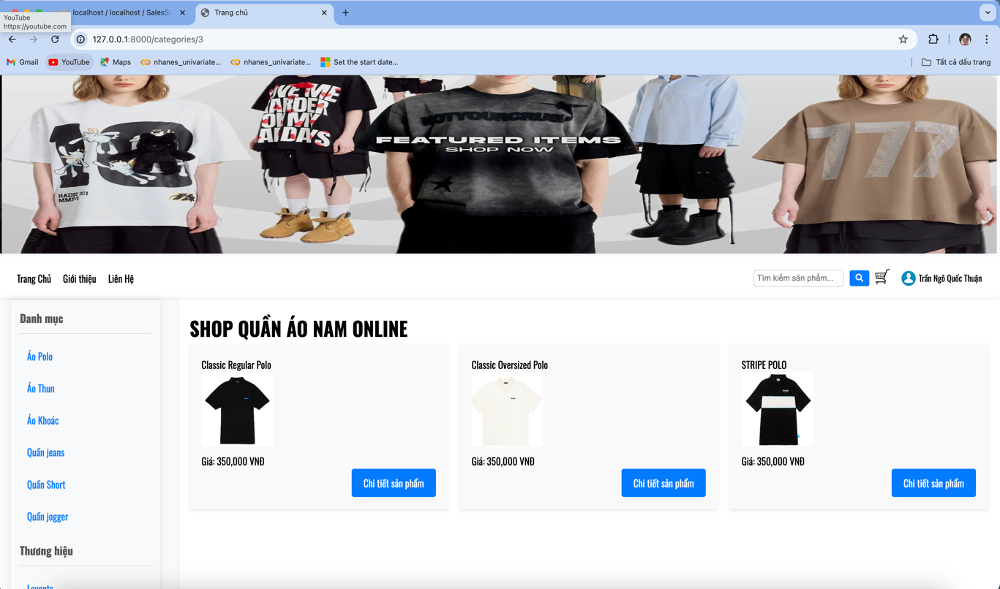 localhost / localhost / SalesSC
Trang chủ
YouTube
https://youtube.com
127.0.0.1:8000/categories/3
Gmail
YouTube
Maps
nhanes_univariate...
nhanes_univariate...
Set the start date...
Tất cả dấu trang
HADES (C)
NOTYOURCRUSH
FEATURED ITEMS
SHOP NOW
777
Trang Chủ
Giới thiệu
Liên Hệ
Tìm kiếm sản phẩm...
Trần Ngô Quốc Thuận
Danh mục
Áo Polo
Áo Thun
Áo Khoác
Quần jeans
Quần Short
Quần jogger
Thương hiệu
SHOP QUẦN ÁO NAM ONLINE
Classic Regular Polo
Giá: 350,000 VNĐ
Chi tiết sản phẩm
Classic Oversized Polo
Giá: 350,000 VNĐ
Chi tiết sản phẩm
STRIPE POLO
Giá: 350,000 VNĐ
Chi tiết sản phẩm